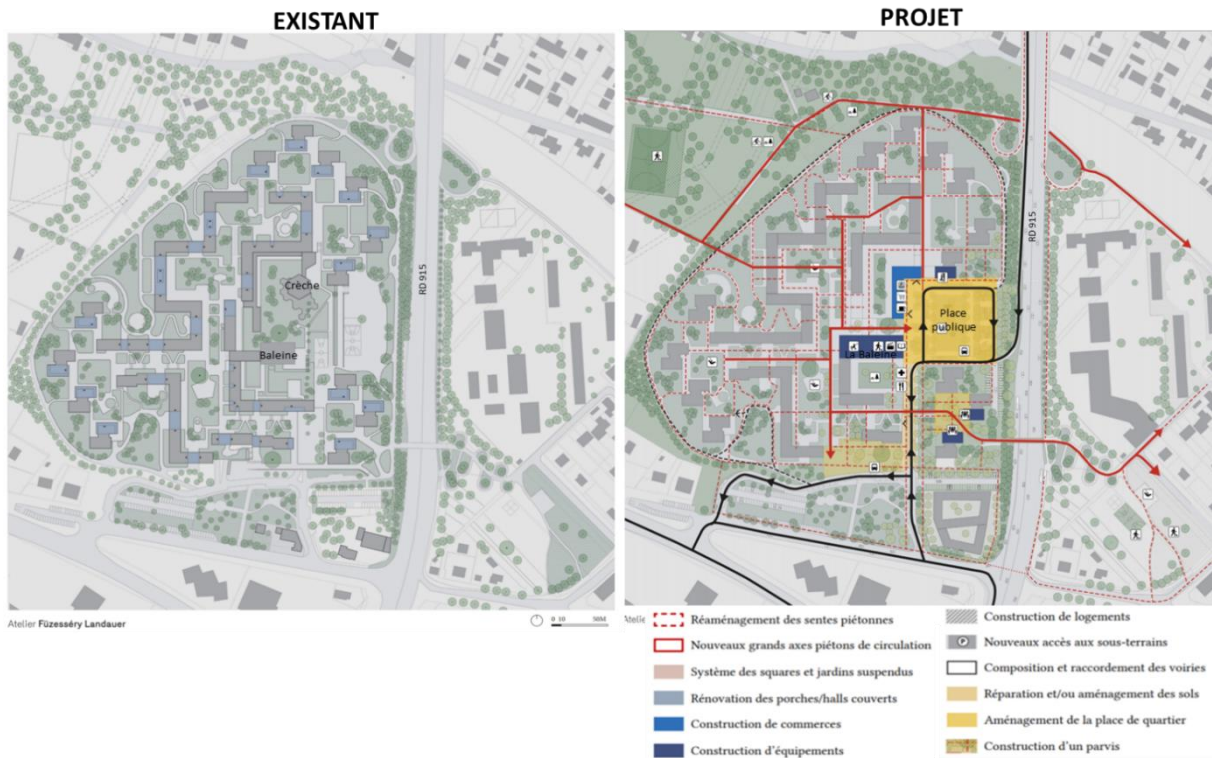 EXISTANT
PROJET
RD 915
Crèche
Baleine
RD 915
Place
publique
La Baleine
Atelier Füzesséry Landauer
0 10 50M
Atelie
Réaménagement des sentes piétonnes
Nouveaux grands axes piétons de circulation
Système des squares et jardins suspendus
Rénovation des porches/halls couverts
Construction de commerces
Construction d'équipements
Construction de logements
P
Nouveaux accès aux sous-terrains
Composition et raccordement des voiries
Réparation et/ou aménagement des sols
Aménagement de la place de quartier
Construction d'un parvis